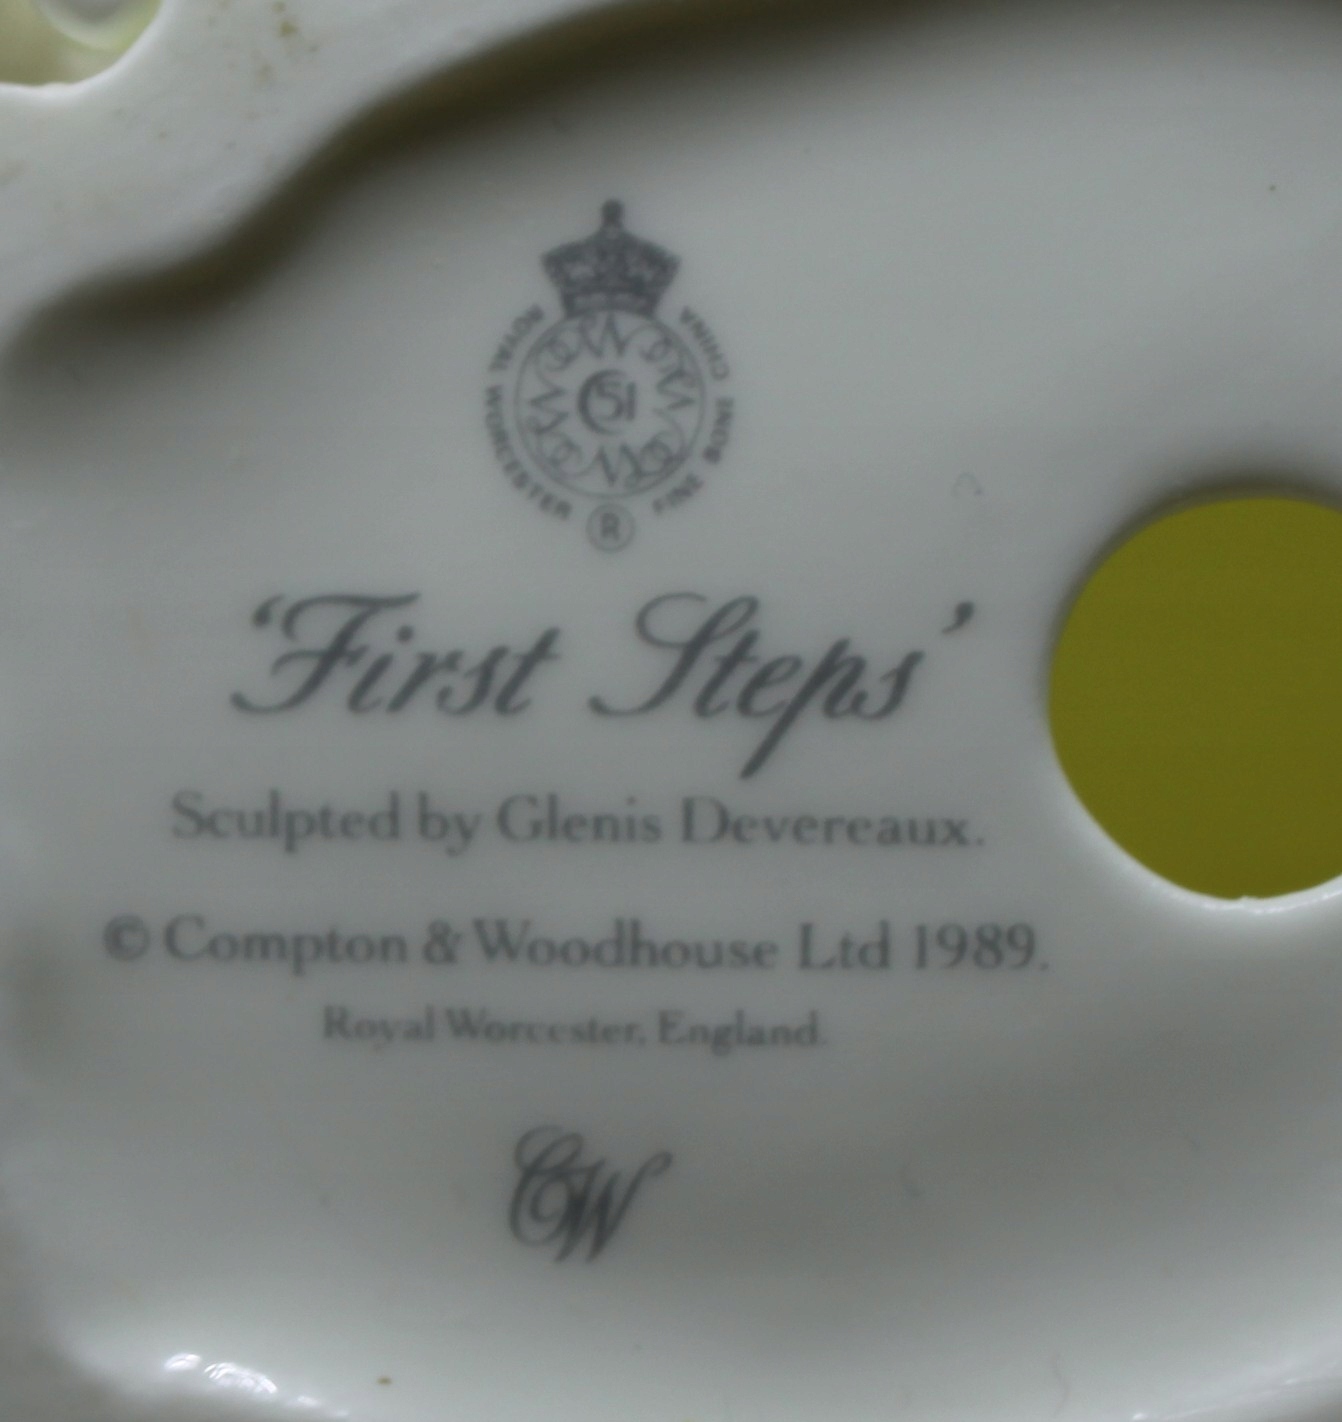 ROYAL WORCESTER FINE BONE CHINA
51
®
‘First Steps’
Sculpted by Glenis Devereaux.
© Compton & Woodhouse Ltd 1989.
Royal Worcester, England.
CW